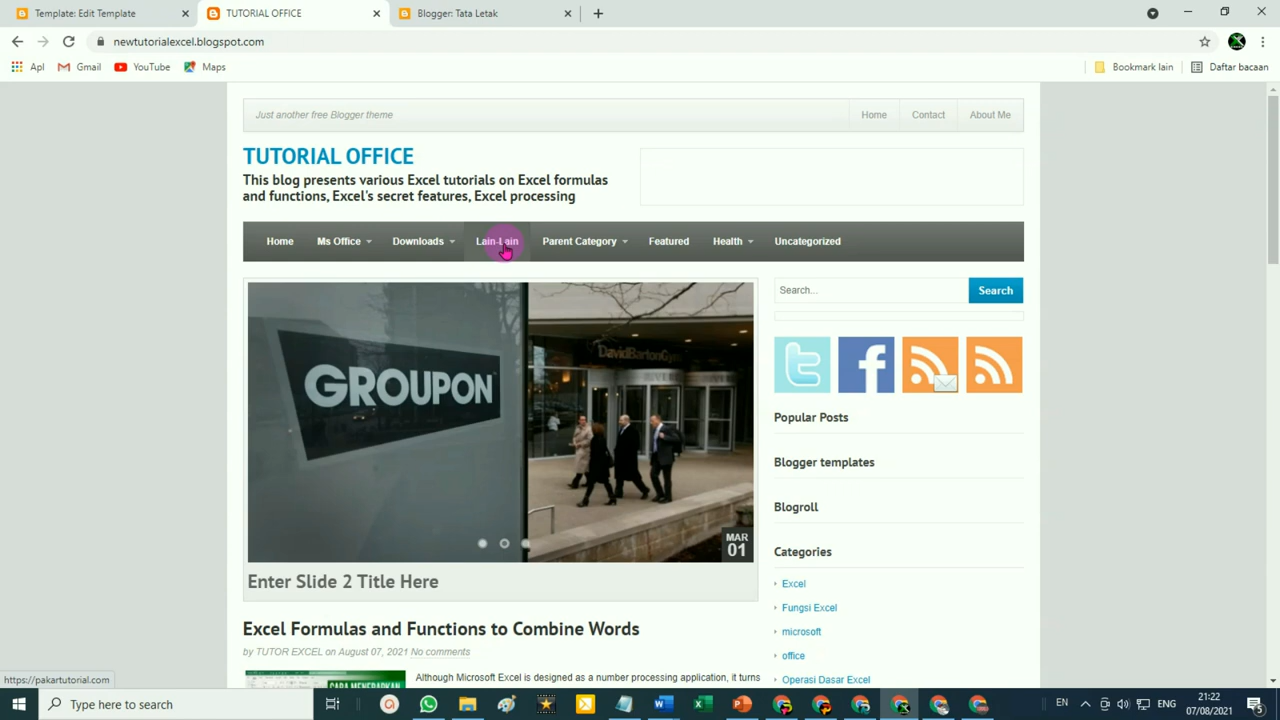 Template: Edit Template
TUTORIAL OFFICE
Blogger: Tata Letak
newtutorialexcel.blogspot.com
Apl
Gmail
YouTube
Maps
Bookmark lain
Daftar bacaan
Just another free Blogger theme
Home
Contact
About Me
TUTORIAL OFFICE
This blog presents various Excel tutorials on Excel formulas
and functions, Excel's secret features, Excel processing
Home
Ms Office
Downloads
Lain-Lain
Parent Category
Featured
Health
Uncategorized
Search...
Search
GROUPON
DavidBartonGym
MAR
01
Enter Slide 2 Title Here
Popular Posts
Blogger templates
Blogroll
Categories
Excel
Fungsi Excel
microsoft
office
Operasi Dasar Excel
Excel Formulas and Functions to Combine Words
by TUTOR EXCEL on August 07, 2021 No comments
CARA MENERAPKAN
Although Microsoft Excel is designed as a number processing application, it turns
https://pakartutorial.com
Type here to search
EN
ENG
21:22
07/08/2021
5